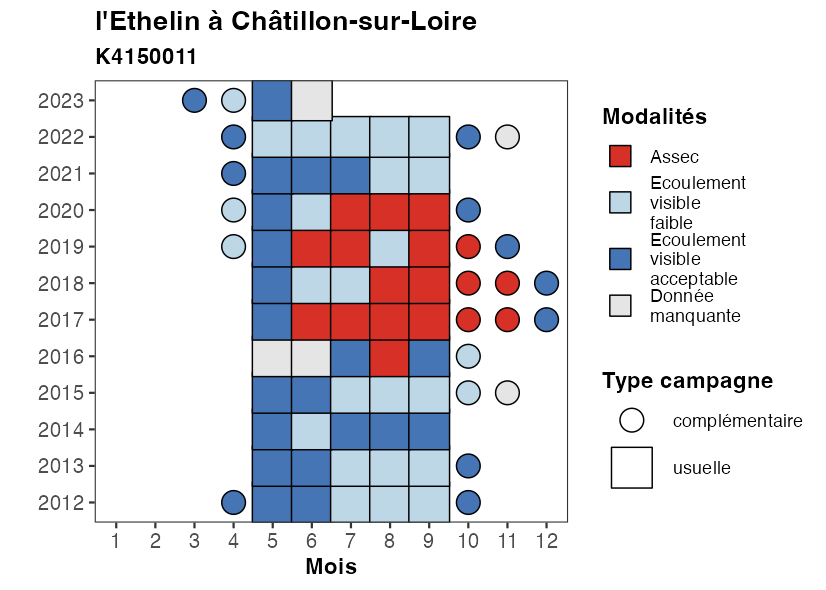 l'Ethelin à Châtillon-sur-Loire
K4150011
2023
2022
2021
2020
2019
2018
2017
2016
2015
2014
2013
2012
1 2 3 4 5 6 7 8 9 10 11 12
Mois
Modalités
Assec
Ecoulement
visible
faible
Ecoulement
visible
acceptable
Donnée
manquante
Type campagne
complémentaire
usuelle